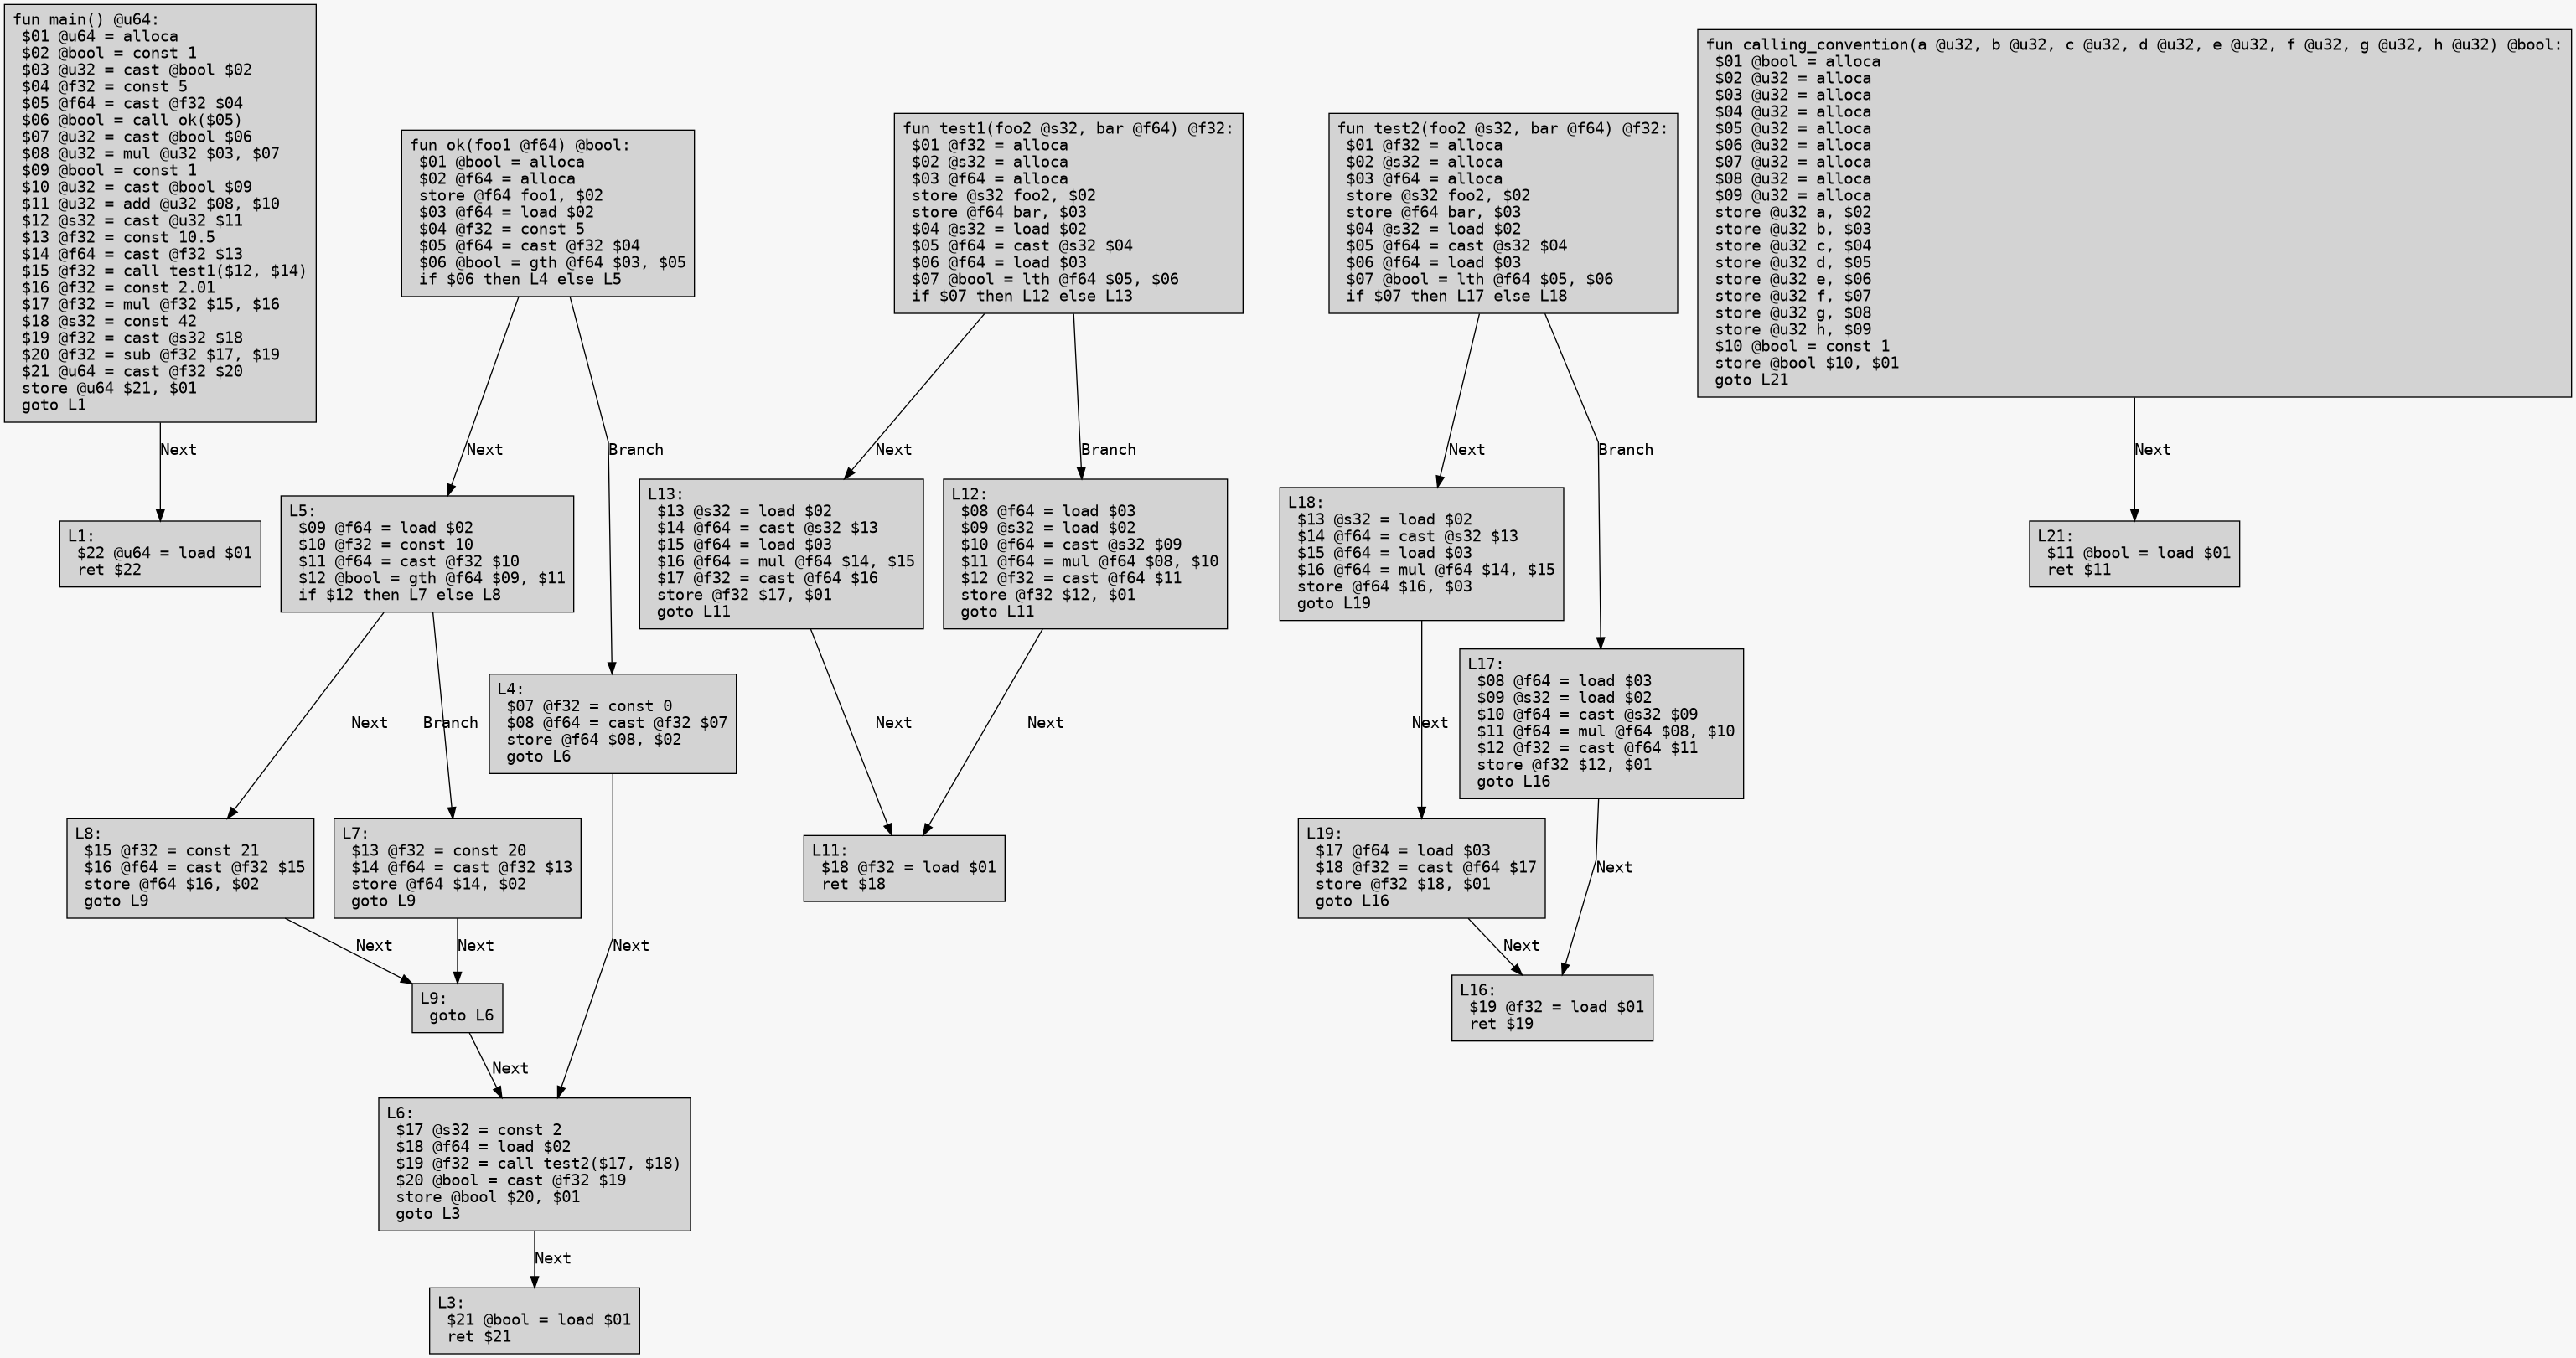 fun main() @u64:
$01 @u64 = alloca
$02 @bool = const 1
$03 @u32 = cast @bool $02
$04 @f32 = const 5
$05 @f64 = cast @f32 $04
$06 @bool = call ok($05)
$07 @u32 = cast @bool $06
$08 @u32 = mul @u32 $03, $07
$09 @bool = const 1
$10 @u32 = cast @bool $09
$11 @u32 = add @u32 $08, $10
$12 @s32 = cast @u32 $11
$13 @f32 = const 10.5
$14 @f64 = cast @f32 $13
$15 @f32 = call test1($12, $14)
$16 @f32 = const 2.01
$17 @f32 = mul @f32 $15, $16
$18 @s32 = const 42
$19 @f32 = cast @s32 $18
$20 @f32 = sub @f32 $17, $19
$21 @u64 = cast @f32 $20
store @u64 $21, $01
goto L1
Next
L1:
$22 @u64 = load $01
ret $22
fun ok(foo1 @f64) @bool:
$01 @bool = alloca
$02 @f64 = alloca
store @f64 foo1, $02
$03 @f64 = load $02
$04 @f32 = const 5
$05 @f64 = cast @f32 $04
$06 @bool = gth @f64 $03, $05
if $06 then L4 else L5
Next
Branch
L5:
$09 @f64 = load $02
$10 @f32 = const 10
$11 @f64 = cast @f32 $10
$12 @bool = gth @f64 $09, $11
if $12 then L7 else L8
Next
Branch
L4:
$07 @f32 = const 0
$08 @f64 = cast @f32 $07
store @f64 $08, $02
goto L6
L8:
$15 @f32 = const 21
$16 @f64 = cast @f32 $15
store @f64 $16, $02
goto L9
L7:
$13 @f32 = const 20
$14 @f64 = cast @f32 $13
store @f64 $14, $02
goto L9
Next
Next
Next
L9:
goto L6
Next
L6:
$17 @s32 = const 2
$18 @f64 = load $02
$19 @f32 = call test2($17, $18)
$20 @bool = cast @f32 $19
store @bool $20, $01
goto L3
Next
L3:
$21 @bool = load $01
ret $21
fun test1(foo2 @s32, bar @f64) @f32:
$01 @f32 = alloca
$02 @s32 = alloca
$03 @f64 = alloca
store @s32 foo2, $02
store @f64 bar, $03
$04 @s32 = load $02
$05 @f64 = cast @s32 $04
$06 @f64 = load $03
$07 @bool = lth @f64 $05, $06
if $07 then L12 else L13
Next
Branch
L13:
$13 @s32 = load $02
$14 @f64 = cast @s32 $13
$15 @f64 = load $03
$16 @f64 = mul @f64 $14, $15
$17 @f32 = cast @f64 $16
store @f32 $17, $01
goto L11
L12:
$08 @f64 = load $03
$09 @s32 = load $02
$10 @f64 = cast @s32 $09
$11 @f64 = mul @f64 $08, $10
$12 @f32 = cast @f64 $11
store @f32 $12, $01
goto L11
Next
Next
L11:
$18 @f32 = load $01
ret $18
fun test2(foo2 @s32, bar @f64) @f32:
$01 @f32 = alloca
$02 @s32 = alloca
$03 @f64 = alloca
store @s32 foo2, $02
store @f64 bar, $03
$04 @s32 = load $02
$05 @f64 = cast @s32 $04
$06 @f64 = load $03
$07 @bool = lth @f64 $05, $06
if $07 then L17 else L18
Next
Branch
L18:
$13 @s32 = load $02
$14 @f64 = cast @s32 $13
$15 @f64 = load $03
$16 @f64 = mul @f64 $14, $15
store @f64 $16, $03
goto L19
L17:
$08 @f64 = load $03
$09 @s32 = load $02
$10 @f64 = cast @s32 $09
$11 @f64 = mul @f64 $08, $10
$12 @f32 = cast @f64 $11
store @f32 $12, $01
goto L16
Next
L19:
$17 @f64 = load $03
$18 @f32 = cast @f64 $17
store @f32 $18, $01
goto L16
Next
Next
L16:
$19 @f32 = load $01
ret $19
fun calling_convention(a @u32, b @u32, c @u32, d @u32, e @u32, f @u32, g @u32, h @u32) @bool:
$01 @bool = alloca
$02 @u32 = alloca
$03 @u32 = alloca
$04 @u32 = alloca
$05 @u32 = alloca
$06 @u32 = alloca
$07 @u32 = alloca
$08 @u32 = alloca
$09 @u32 = alloca
store @u32 a, $02
store @u32 b, $03
store @u32 c, $04
store @u32 d, $05
store @u32 e, $06
store @u32 f, $07
store @u32 g, $08
store @u32 h, $09
$10 @bool = const 1
store @bool $10, $01
goto L21
Next
L21:
$11 @bool = load $01
ret $11